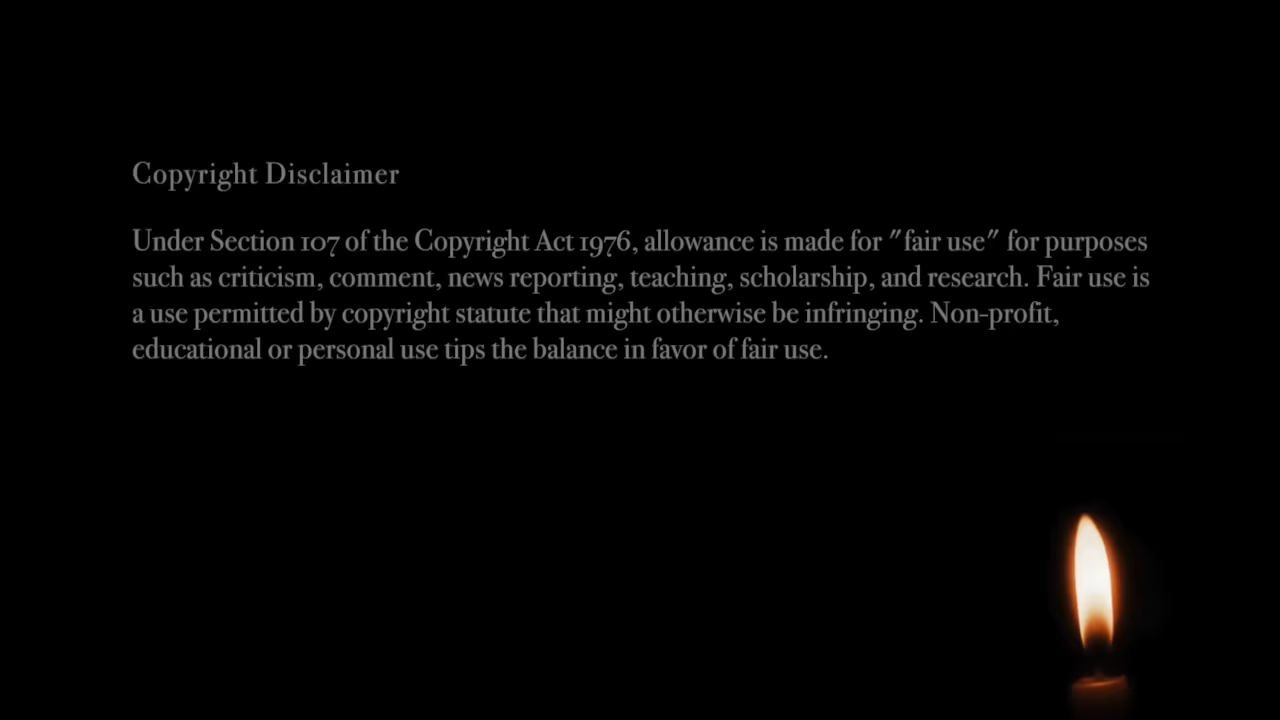 Copyright Disclaimer
Under Section 107 of the Copyright Act 1976, allowance is made for "fair use" for purposes
such as criticism, comment, news reporting, teaching, scholarship, and research. Fair use is
a use permitted by copyright statute that might otherwise be infringing. Non-profit,
educational or personal use tips the balance in favor of fair use.